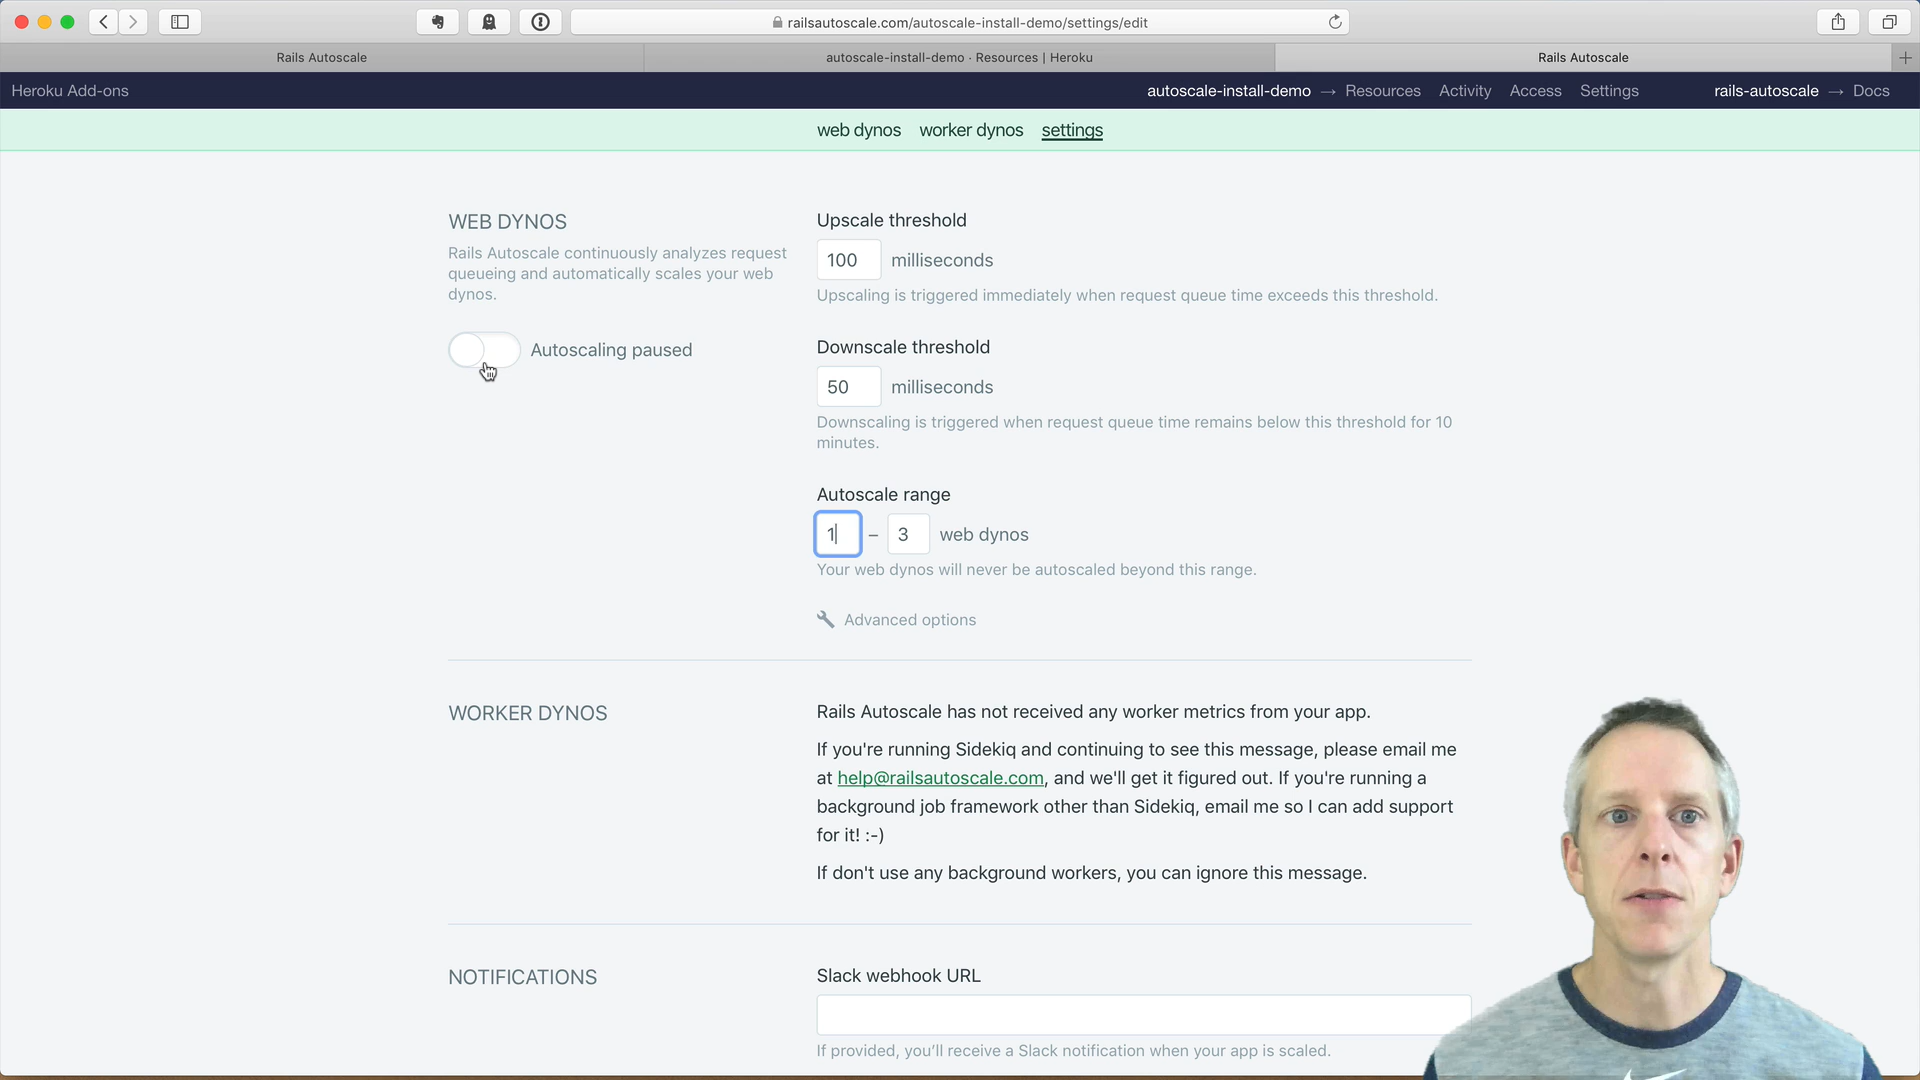 railsautoscale.com/autoscale-install-demo/settings/edit
Rails Autoscale
autoscale-install-demo · Resources | Heroku
Rails Autoscale
Heroku Add-ons
autoscale-install-demo → Resources Activity Access Settings rails-autoscale → Docs
web dynos worker dynos settings
WEB DYNOS
Rails Autoscale continuously analyzes request
queueing and automatically scales your web
dynos.
Autoscaling paused
Upscale threshold
100 milliseconds
Upscaling is triggered immediately when request queue time exceeds this threshold.
Downscale threshold
50 milliseconds
Downscaling is triggered when request queue time remains below this threshold for 10
minutes.
Autoscale range
1 – 3 web dynos
Your web dynos will never be autoscaled beyond this range.
Advanced options
WORKER DYNOS
Rails Autoscale has not received any worker metrics from your app.
If you're running Sidekiq and continuing to see this message, please email me
at help@railsautoscale.com, and we'll get it figured out. If you're running a
background job framework other than Sidekiq, email me so I can add support
for it! :-)
If don't use any background workers, you can ignore this message.
NOTIFICATIONS
Slack webhook URL
If provided, you’ll receive a Slack notification when your app is scaled.